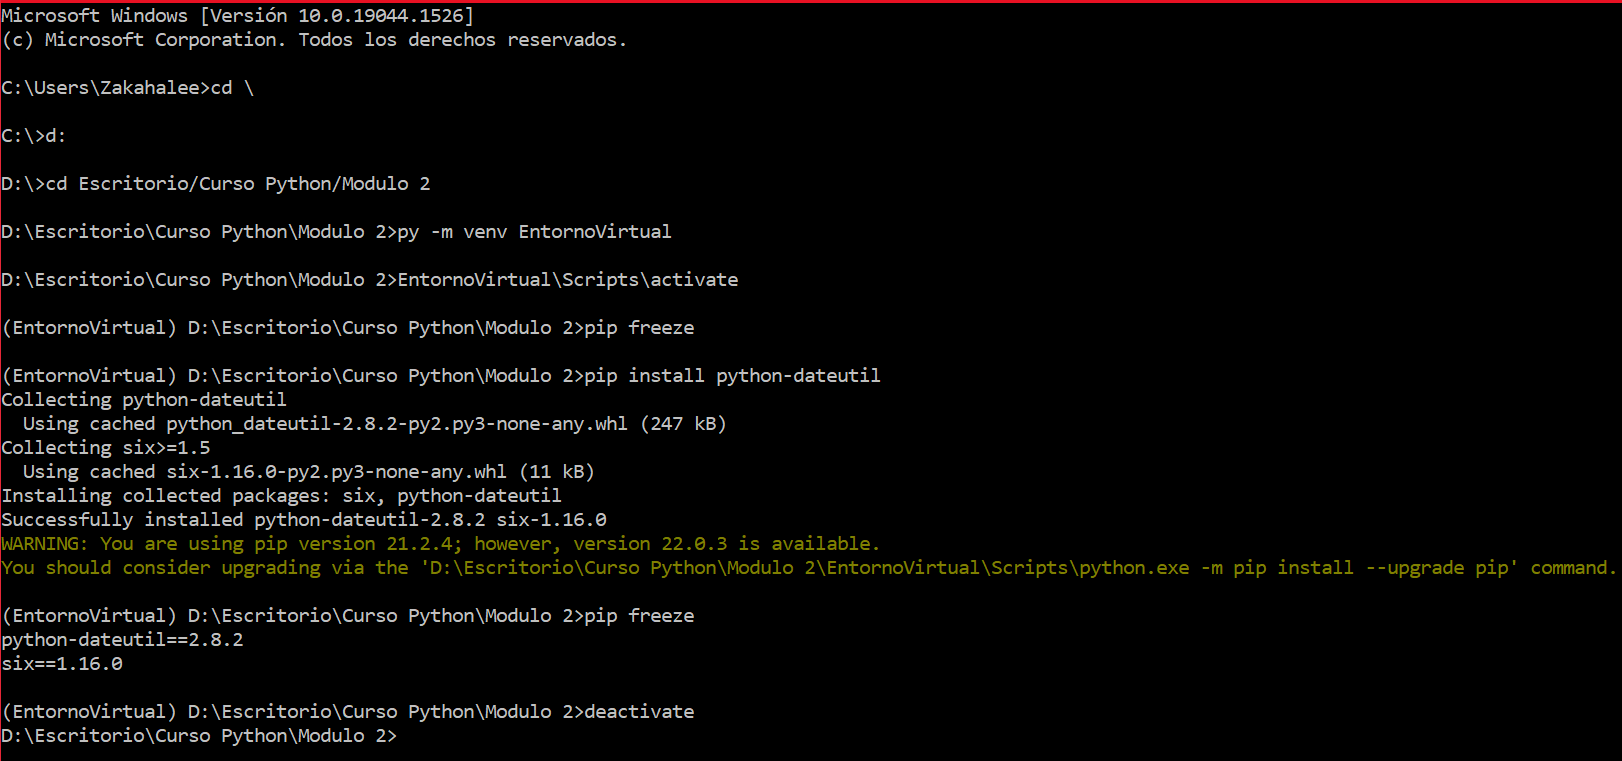 Microsoft Windows [Versión 10.0.19044.1526]
(c) Microsoft Corporation. Todos los derechos reservados.
C:\Users\Zakahalee>cd \
C:\>d:
D:\>cd Escritorio/Curso Python/Modulo 2
D:\Escritorio\Curso Python\Modulo 2>py -m venv EntornoVirtual
D:\Escritorio\Curso Python\Modulo 2>EntornoVirtual\Scripts\activate
(EntornoVirtual) D:\Escritorio\Curso Python\Modulo 2>pip freeze
(EntornoVirtual) D:\Escritorio\Curso Python\Modulo 2>pip install python-dateutil
Collecting python-dateutil
  Using cached python_dateutil-2.8.2-py2.py3-none-any.whl (247 kB)
Collecting six>=1.5
  Using cached six-1.16.0-py2.py3-none-any.whl (11 kB)
Installing collected packages: six, python-dateutil
Successfully installed python-dateutil-2.8.2 six-1.16.0
WARNING: You are using pip version 21.2.4; however, version 22.0.3 is available.
You should consider upgrading via the 'D:\Escritorio\Curso Python\Modulo 2\EntornoVirtual\Scripts\python.exe -m pip install --upgrade pip' command.
(EntornoVirtual) D:\Escritorio\Curso Python\Modulo 2>pip freeze
python-dateutil==2.8.2
six==1.16.0
(EntornoVirtual) D:\Escritorio\Curso Python\Modulo 2>deactivate
D:\Escritorio\Curso Python\Modulo 2>